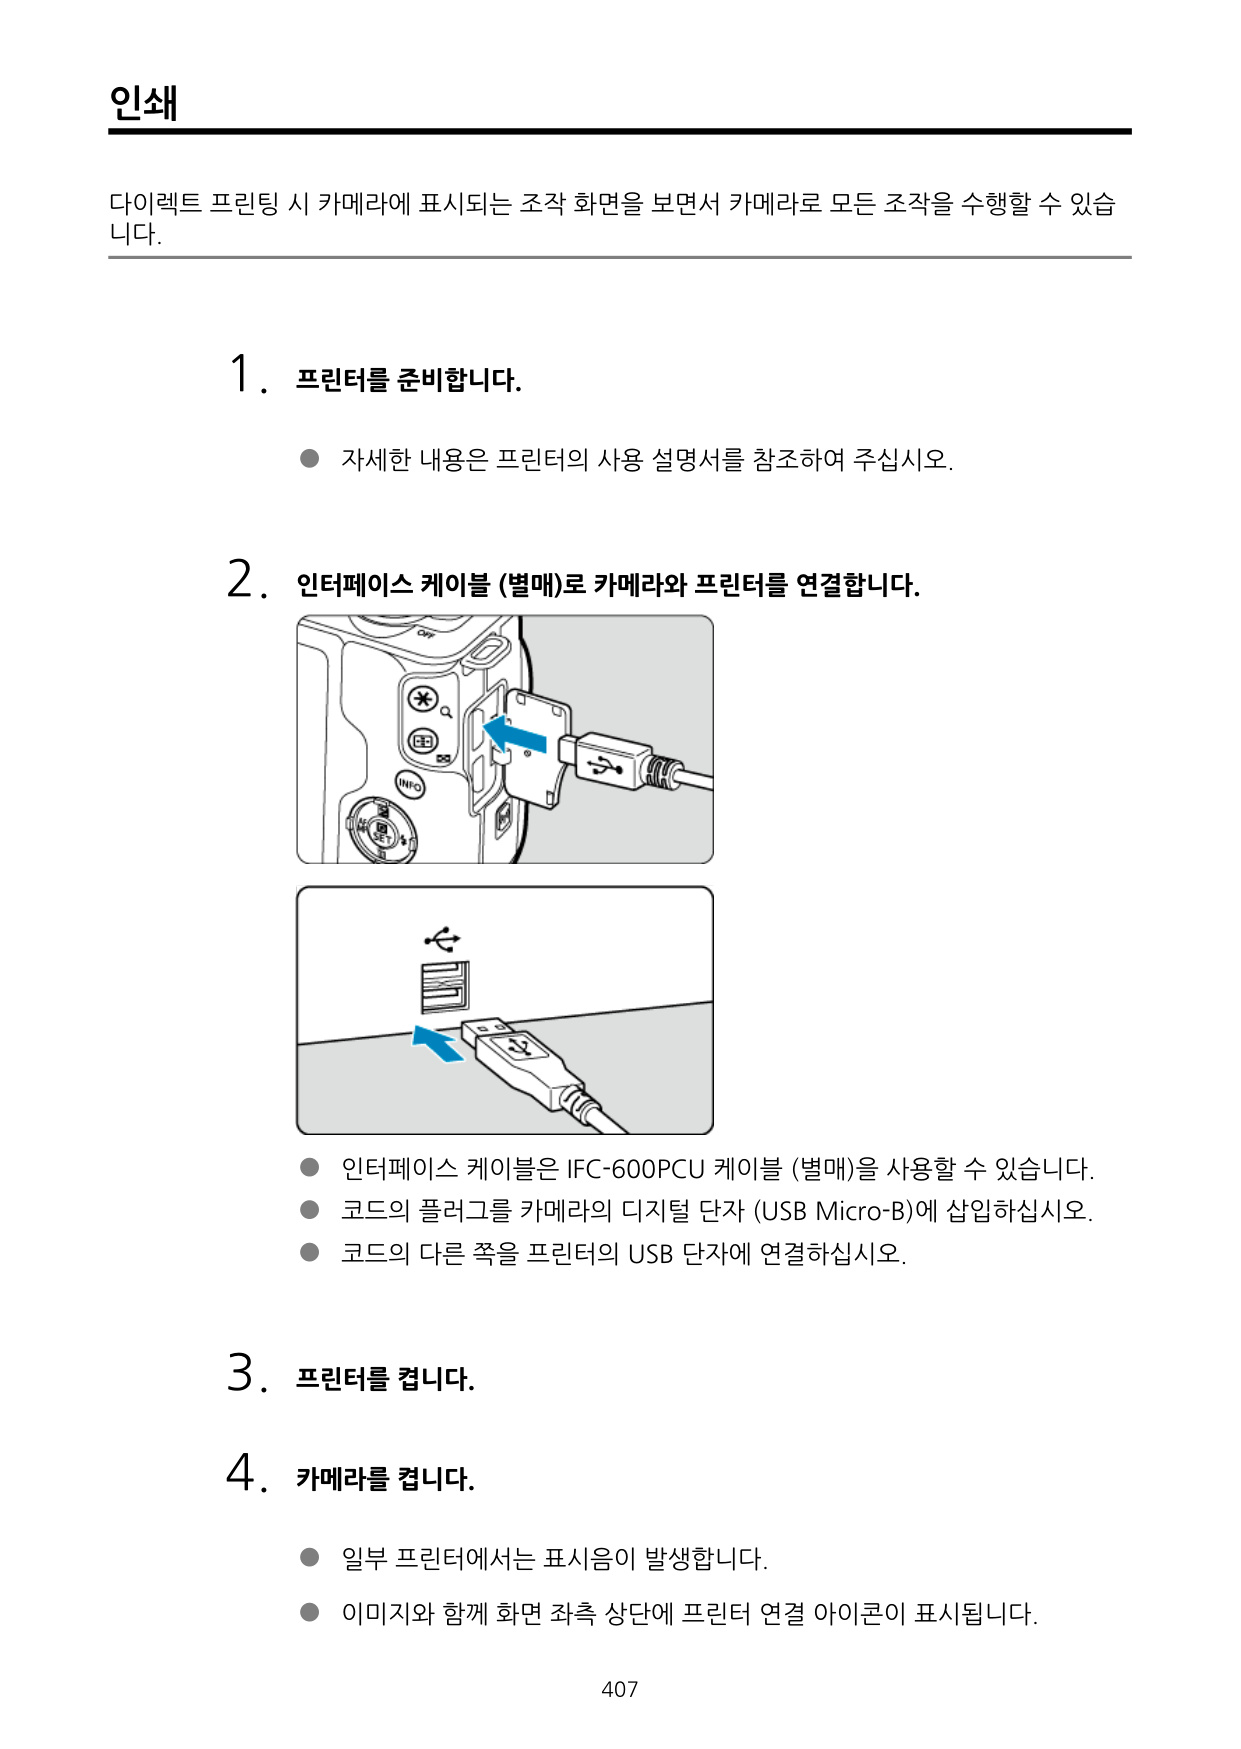 인쇄
다이렉트 프린팅 시 카메라에 표시되는 조작 화면을 보면서 카메라로 모든 조작을 수행할 수 있습
니다.
1. 프린터를 준비합니다.
● 자세한 내용은 프린터의 사용 설명서를 참조하여 주십시오.
2. 인터페이스 케이블 (별매)로 카메라와 프린터를 연결합니다.
OFF
INFO
AF
MF
SET
● 인터페이스 케이블은 IFC-600PCU 케이블 (별매)을 사용할 수 있습니다.
● 코드의 플러그를 카메라의 디지털 단자 (USB Micro-B)에 삽입하십시오.
● 코드의 다른 쪽을 프린터의 USB 단자에 연결하십시오.
3. 프린터를 켭니다.
4. 카메라를 켭니다.
● 일부 프린터에서는 표시음이 발생합니다.
● 이미지와 함께 화면 좌측 상단에 프린터 연결 아이콘이 표시됩니다.
407